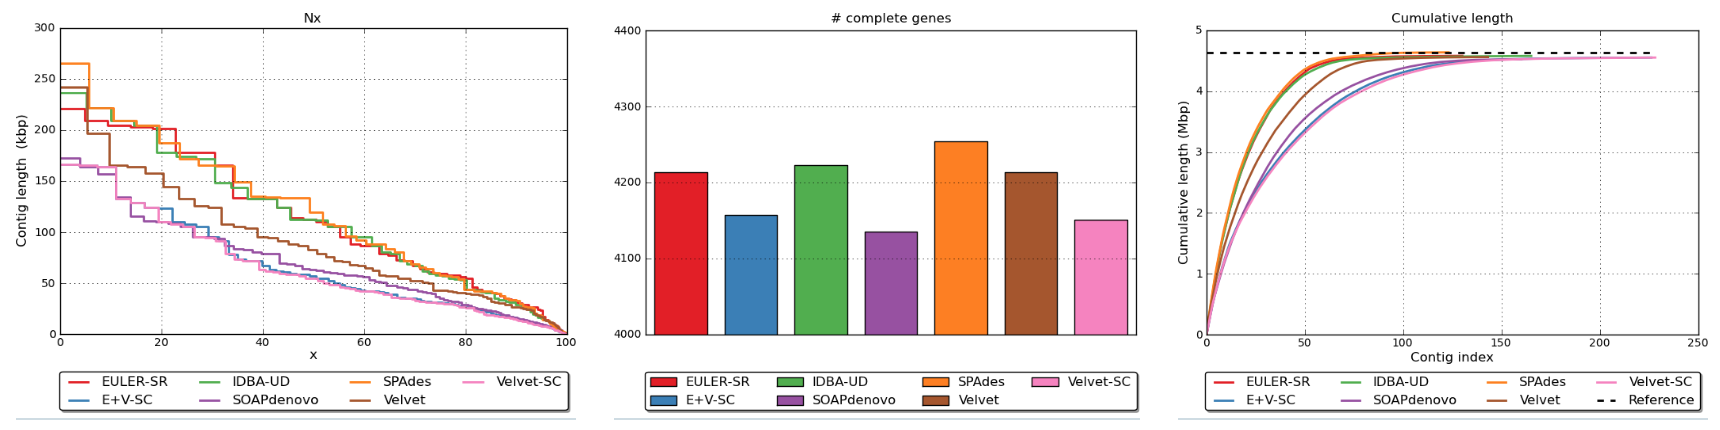 Nx
300
250
200
150
100
50
0
Contig length (kbp)
0 20 40 60 80 100
x
EULER-SR IDBA-UD SPAdes Velvet-SC
E+V-SC SOAPdenovo Velvet
# complete genes
4400
4300
4200
4100
4000
EULER-SR IDBA-UD SPAdes Velvet-SC
E+V-SC SOAPdenovo Velvet
Cumulative length
5
4
3
2
1
0
Cumulative length (Mbp)
0 50 100 150 200 250
Contig index
EULER-SR IDBA-UD SPAdes Velvet-SC
E+V-SC SOAPdenovo Velvet Reference